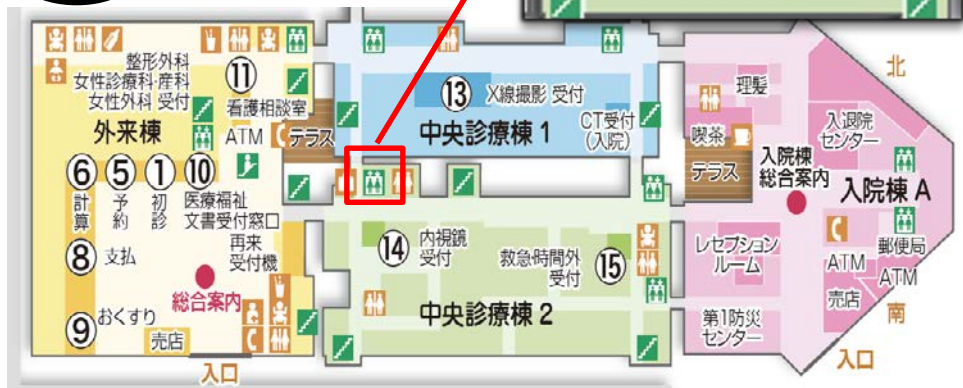 整形外科
女性診療科・産科
女性外科 受付
⑪
看護相談室
外来棟
ATM
テラス
⑥
計算
⑤
予約
①
初診
⑩
医療福祉
文書受付窓口
⑧ 支払
再来
受付機
総合案内
⑨ おくすり
売店
入口
⑬ X線撮影 受付
中央診療棟 1
CT受付
(入院)
⑭ 内視鏡
受付
救急・時間外
受付 ⑮
中央診療棟 2
理髪
喫茶
テラス
入退院
センター
入院棟
総合案内
入院棟 A
北
レセプション
ルーム
ATM
郵便局
ATM
売店
南
第1防災
センター
入口